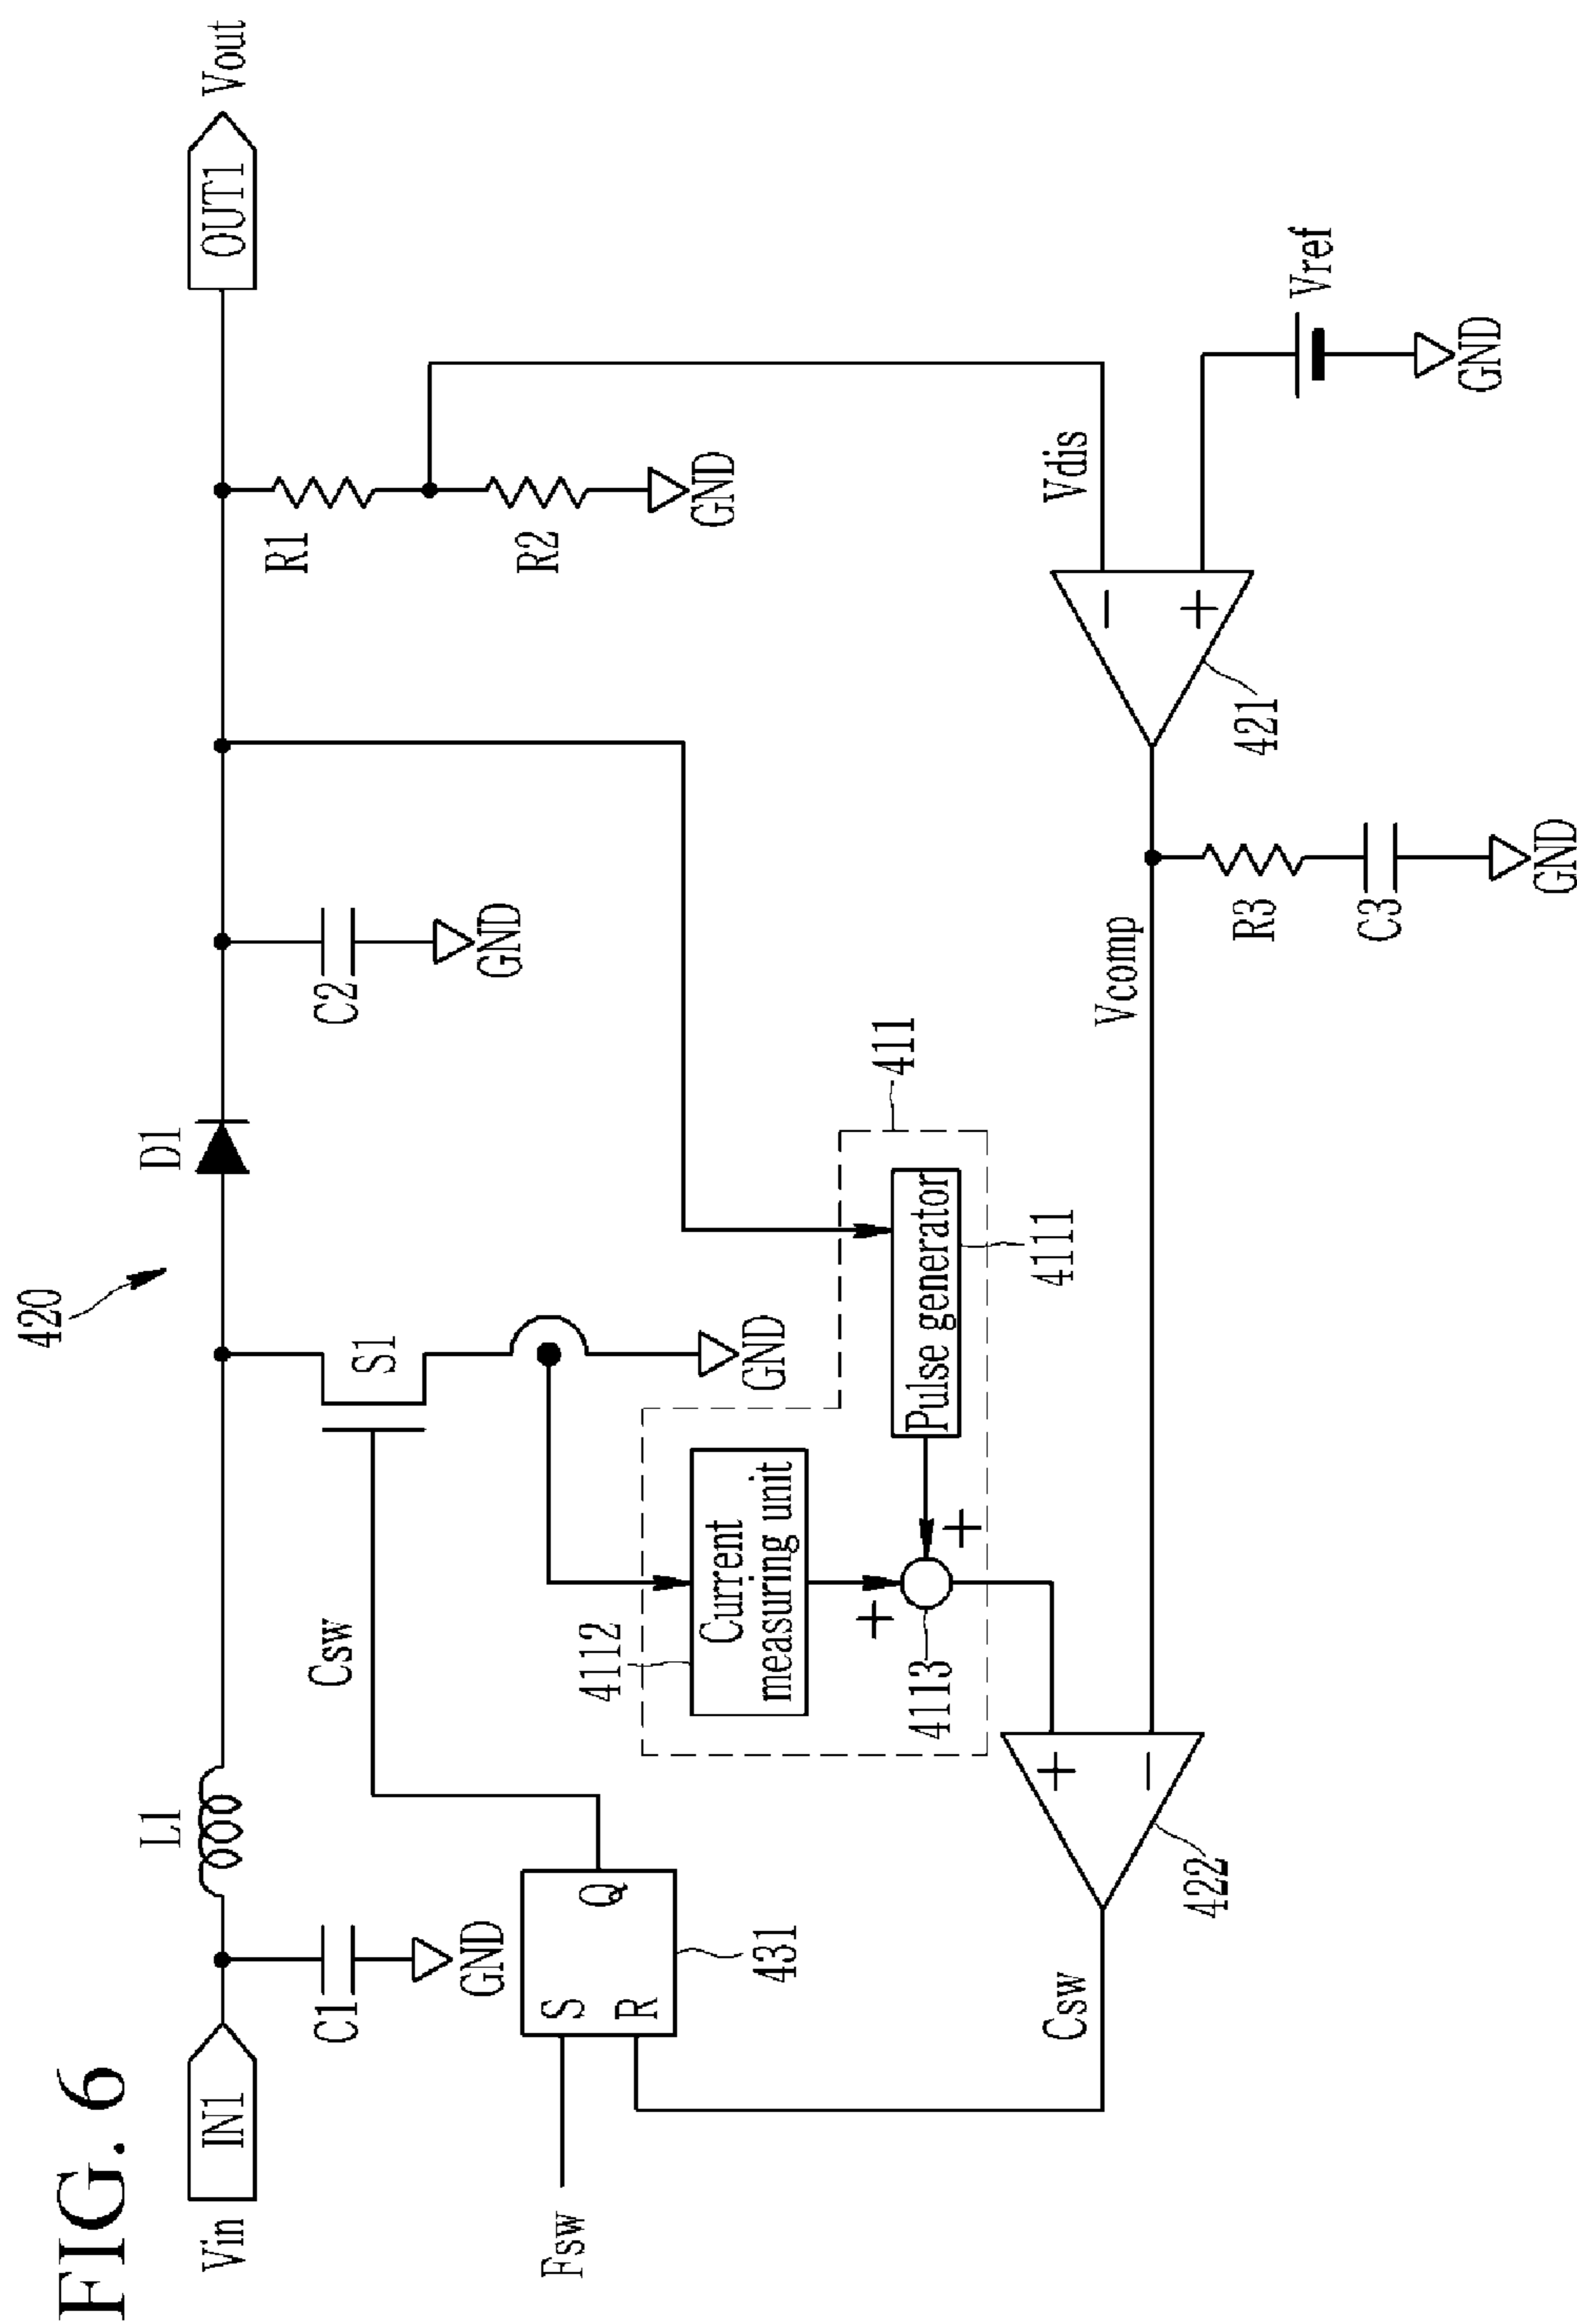 FIG. 6
420
Vin
IN1
L1
D1
OUT1
Vout
C1
GND
Csw
S1
C2
GND
R1
R2
GND
Fsw
S
R
Q
431
GND
4112
Current
measuring unit
411
+
+
4113
Pulse generator
4111
Csw
+
−
422
Vcomp
Vdis
−
+
421
R3
C3
GND
Vref
GND